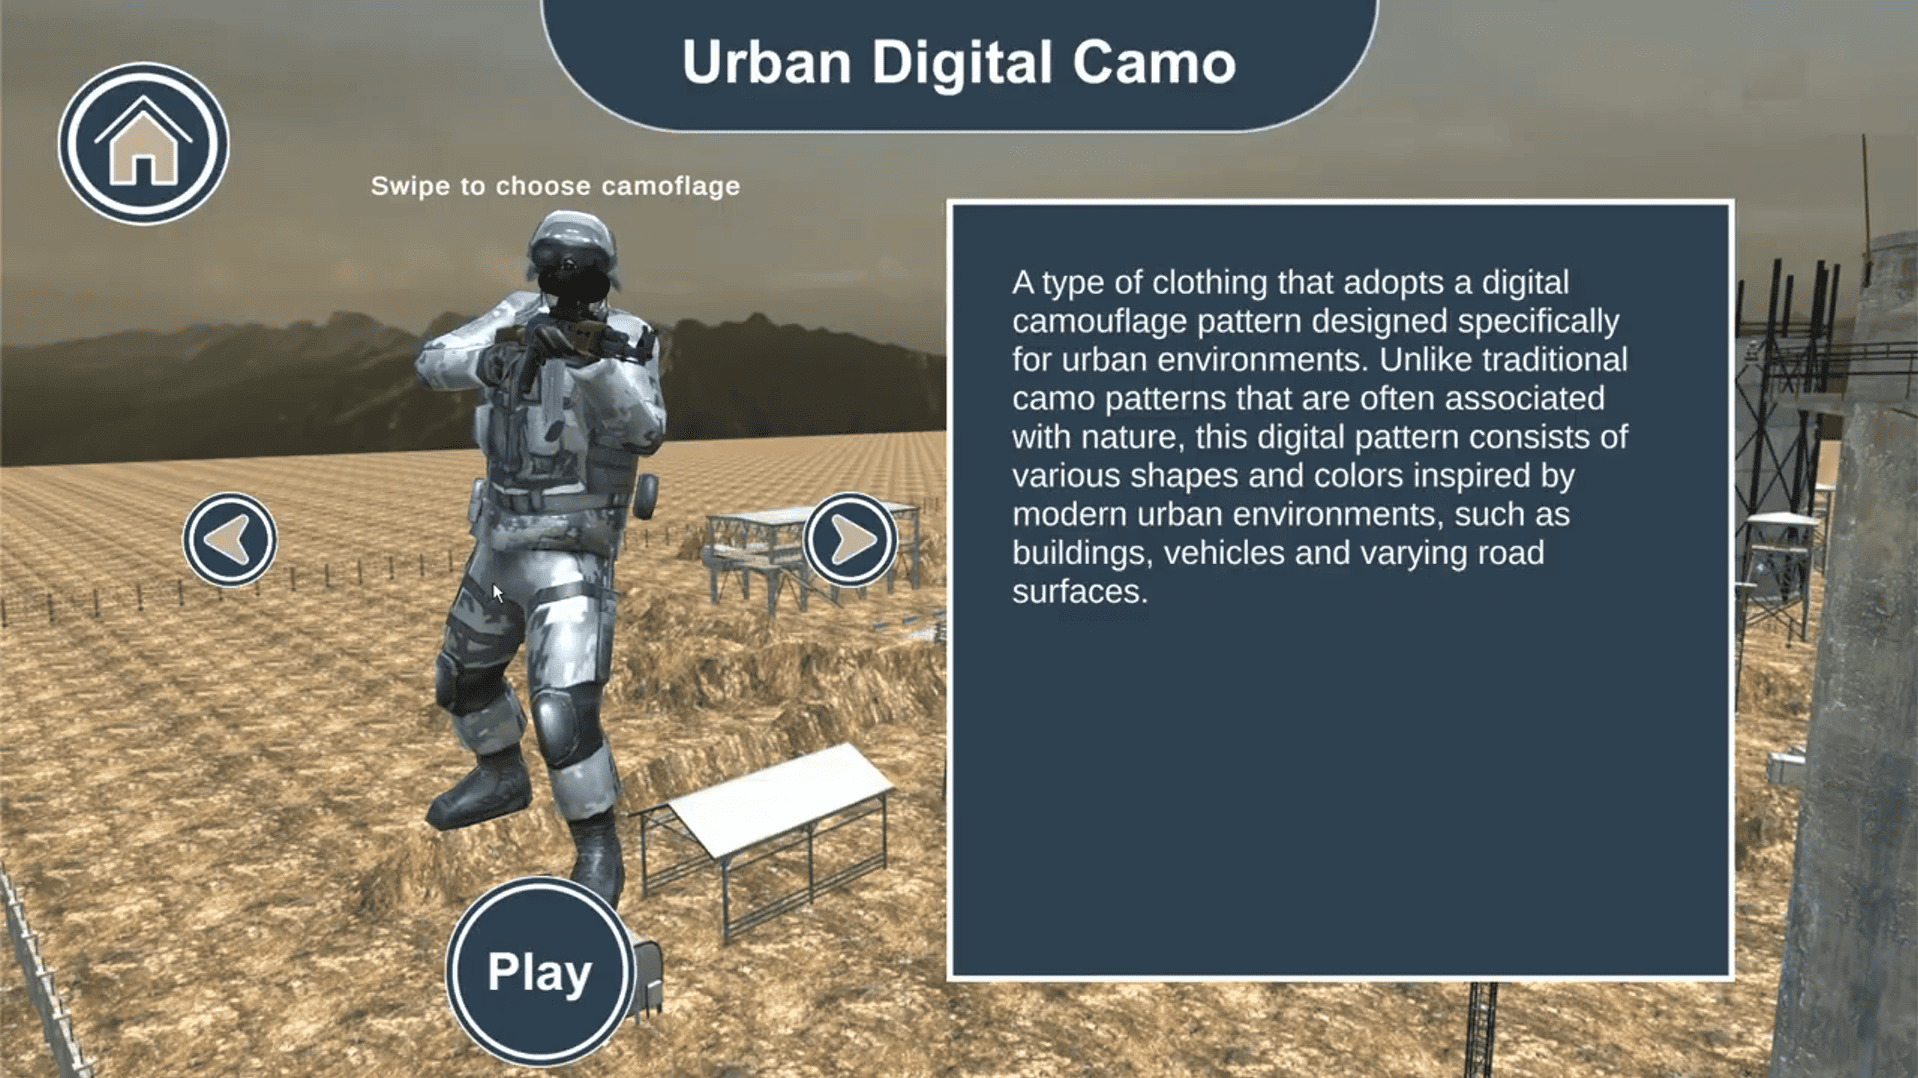 Urban Digital Camo
Swipe to choose camoflage
A type of clothing that adopts a digital
camouflage pattern designed specifically
for urban environments. Unlike traditional
camo patterns that are often associated
with nature, this digital pattern consists of
various shapes and colors inspired by
modern urban environments, such as
buildings, vehicles and varying road
surfaces.
Play